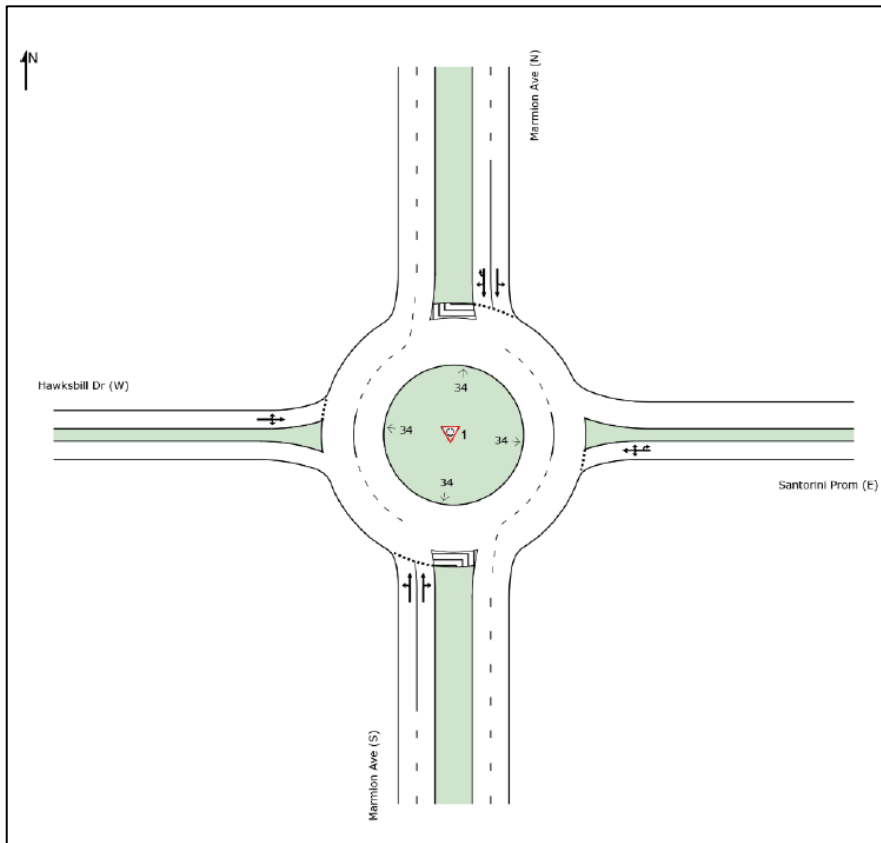 N
Marmion Ave (N)
34
Hawksbill Dr (W)
34
1
34
34
Santorini Prom (E)
Marmion Ave (S)